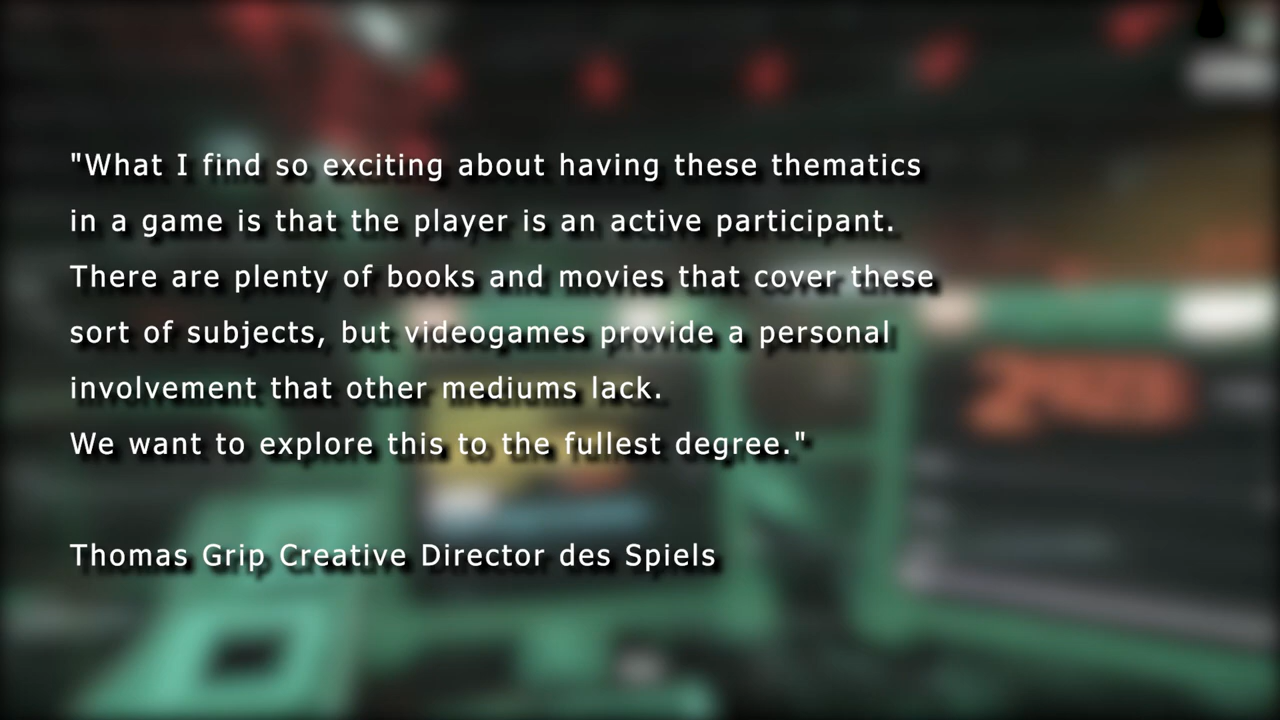 "What I find so exciting about having these thematics
in a game is that the player is an active participant.
There are plenty of books and movies that cover these
sort of subjects, but videogames provide a personal
involvement that other mediums lack.
We want to explore this to the fullest degree."
Thomas Grip Creative Director des Spiels